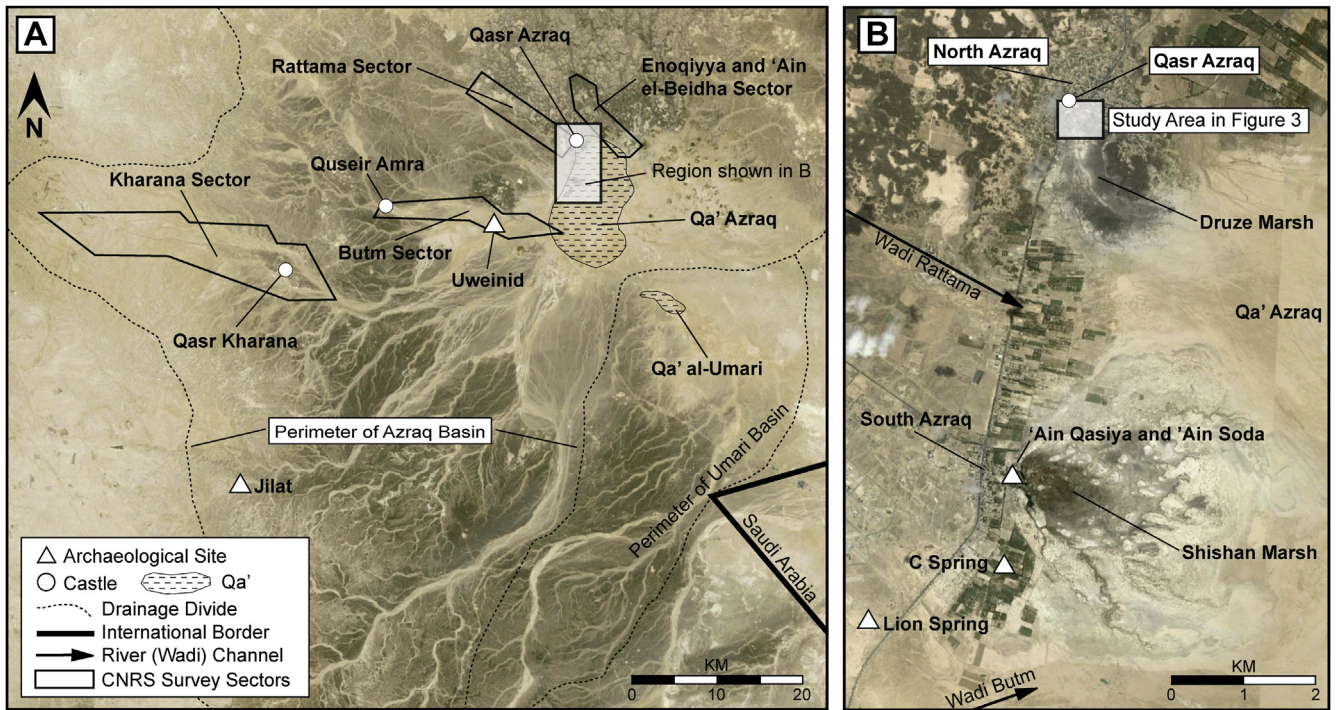 A
N
Qasr Azraq
Rattama Sector
Enoqiyya and ‘Ain
el-Beidha Sector
Quseir Amra
Kharana Sector
Region shown in B
Butm Sector
Qa’ Azraq
Uweinid
Qasr Kharana
Qa’ al-Umari
Perimeter of Azraq Basin
Perimeter of Umari Basin
Jilat
Saudi Arabia
Archaeological Site
Castle
Qa’
Drainage Divide
International Border
River (Wadi) Channel
CNRS Survey Sectors
KM
0 10 20
B
North Azraq
Qasr Azraq
Study Area in Figure 3
Druze Marsh
Wadi Rattama
Qa’ Azraq
South Azraq
‘Ain Qasiya and ’Ain Soda
Shishan Marsh
C Spring
Lion Spring
Wadi Butm
KM
0 1 2